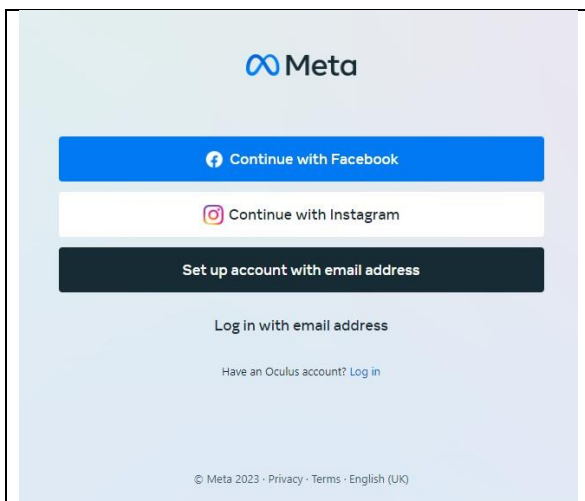 Meta
Continue with Facebook
Continue with Instagram
Set up account with email address
Log in with email address
Have an Oculus account? Log in
© Meta 2023 · Privacy · Terms · English (UK)